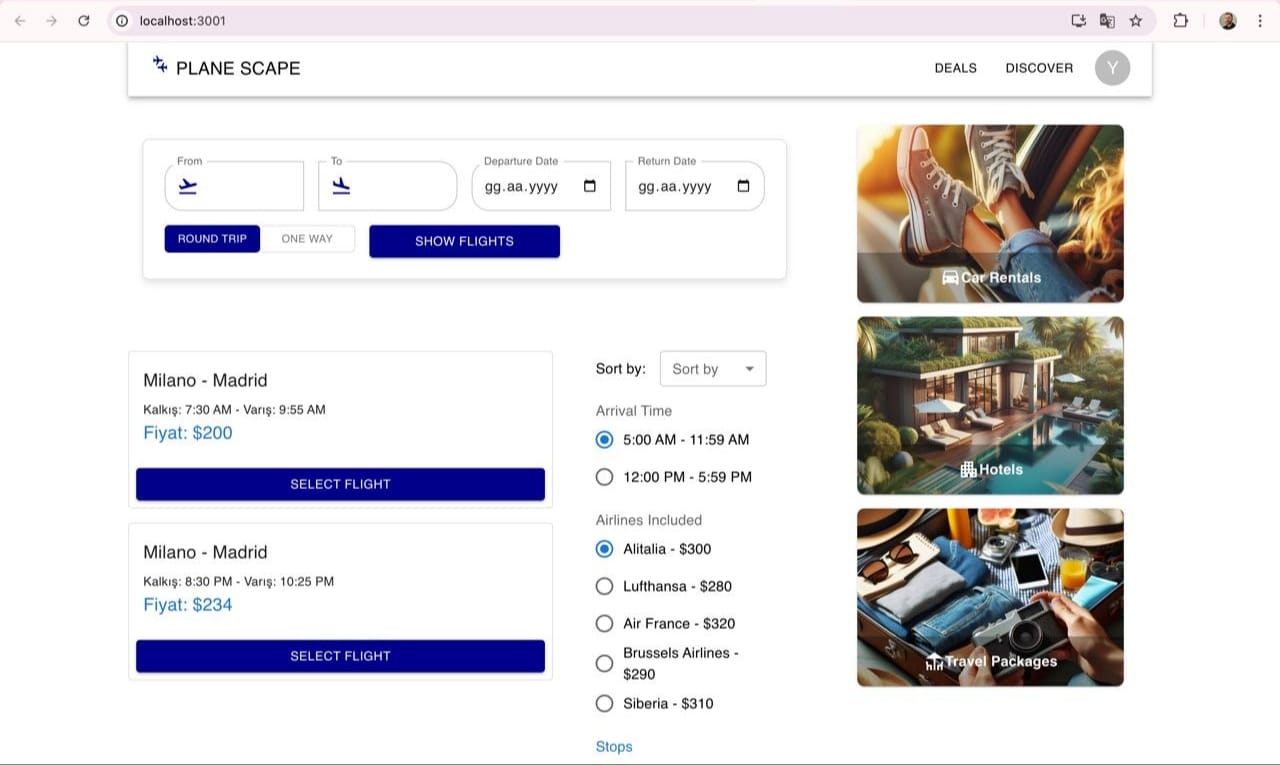 localhost:3001
PLANE SCAPE
DEALS
DISCOVER
Y
From
To
Departure Date
Return Date
gg.aa.yyyy
gg.aa.yyyy
ROUND TRIP
ONE WAY
SHOW FLIGHTS
Car Rentals
Hotels
Travel Packages
Milano - Madrid
Kalkış: 7:30 AM - Varış: 9:55 AM
Fiyat: $200
SELECT FLIGHT
Milano - Madrid
Kalkış: 8:30 PM - Varış: 10:25 PM
Fiyat: $234
SELECT FLIGHT
Sort by:
Sort by
Arrival Time
5:00 AM - 11:59 AM
12:00 PM - 5:59 PM
Airlines Included
Alitalia - $300
Lufthansa - $280
Air France - $320
Brussels Airlines -
$290
Siberia - $310
Stops